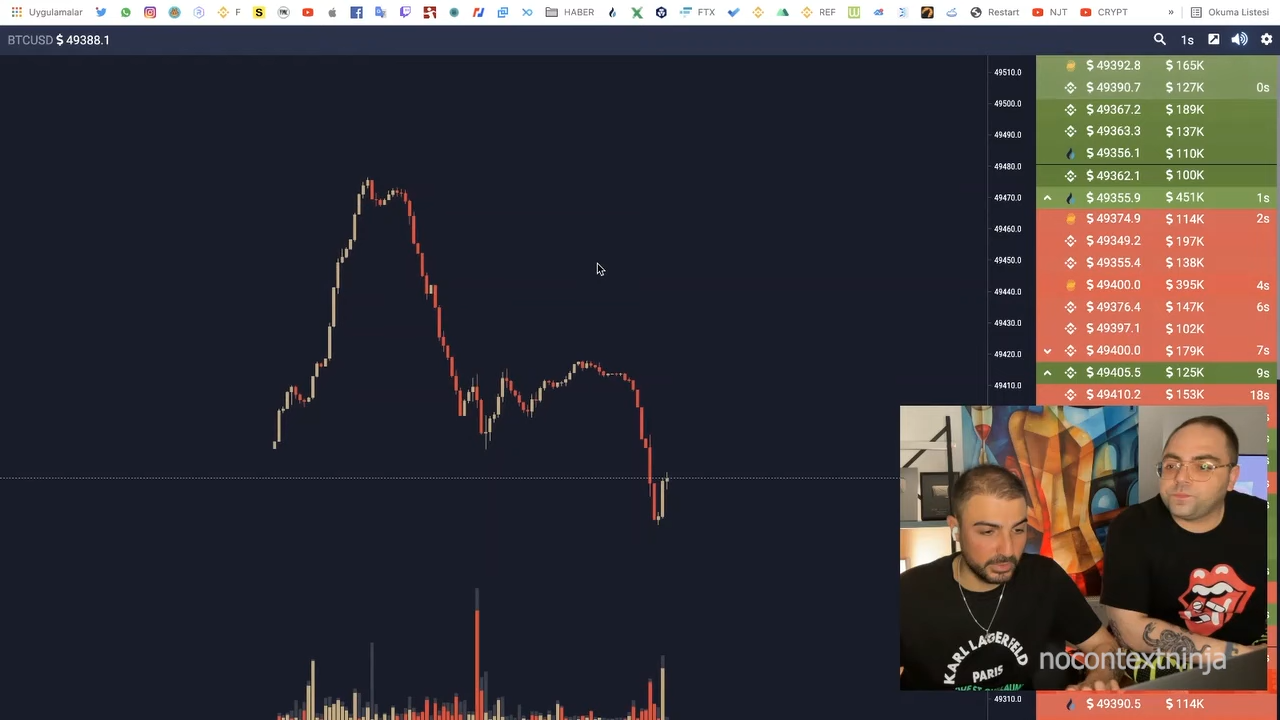 Uygulamalar F S HABER FTX REF Restart NJT CRYPT » Okuma Listesi
BTCUSD $ 49388.1 1s
49510.0
49500.0
49490.0
49480.0
49470.0
49460.0
49450.0
49440.0
49430.0
49420.0
49410.0
49310.0
$ 49392.8 $ 165K
$ 49390.7 $ 127K 0s
$ 49367.2 $ 189K
$ 49363.3 $ 137K
$ 49356.1 $ 110K
$ 49362.1 $ 100K
$ 49355.9 $ 451K 1s
$ 49374.9 $ 114K 2s
$ 49349.2 $ 197K
$ 49355.4 $ 138K
$ 49400.0 $ 395K 4s
$ 49376.4 $ 147K 6s
$ 49397.1 $ 102K
$ 49400.0 $ 179K 7s
$ 49405.5 $ 125K 9s
$ 49410.2 $ 153K 18s
KARL LAGERFELD
PARIS
nocontextninja
$ 49390.5 $ 114K